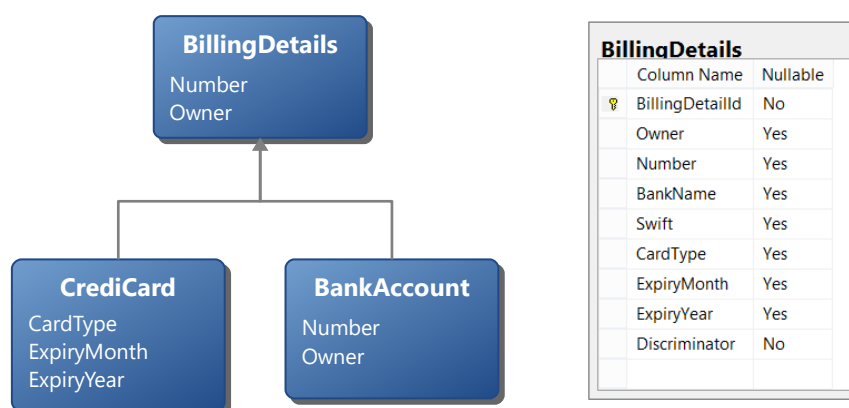 BillingDetails
Number
Owner
CrediCard
CardType
ExpiryMonth
ExpiryYear
BankAccount
Number
Owner
BillingDetails
Column Name Nullable
BillingDetailId No
Owner Yes
Number Yes
BankName Yes
Swift Yes
CardType Yes
ExpiryMonth Yes
ExpiryYear Yes
Discriminator No